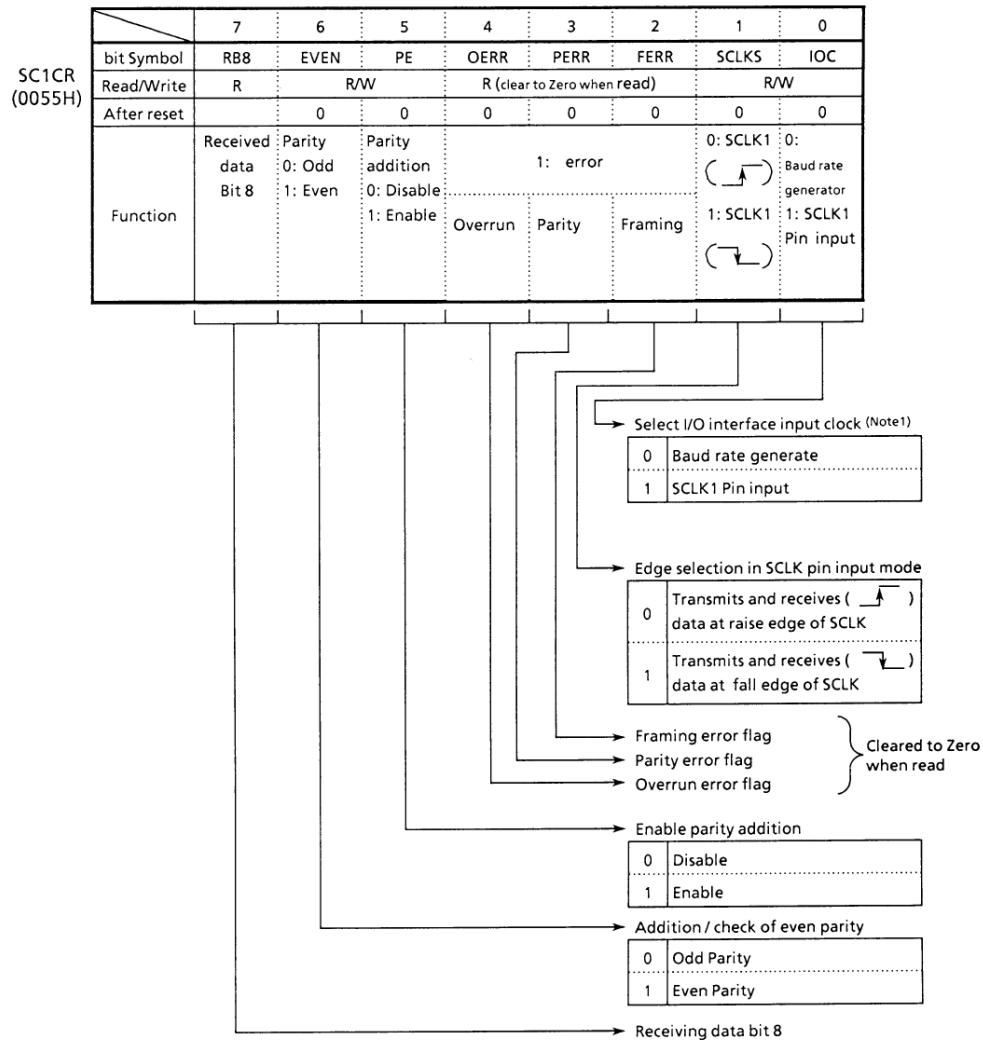 7 6 5 4 3 2 1 0
bit Symbol RB8 EVEN PE OERR PERR FERR SCLKS IOC
SC1CR
(0055H)
Read/Write R R/W R (clear to Zero when read) R/W
After reset 0 0 0 0 0 0 0
Function
Received
data
Bit 8
Parity
0: Odd
1: Even
Parity
addition
0: Disable
1: Enable
1: error
Overrun Parity Framing
0: SCLK1
( )
1: SCLK1
( )
0:
Baud rate
generator
1: SCLK1
Pin input
Select I/O interface input clock (Note1)
0 Baud rate generate
1 SCLK1 Pin input
Edge selection in SCLK pin input mode
0 Transmits and receives ( )
data at raise edge of SCLK
1 Transmits and receives ( )
data at fall edge of SCLK
Framing error flag
Parity error flag
Overrun error flag
Cleared to Zero
when read
Enable parity addition
0 Disable
1 Enable
Addition / check of even parity
0 Odd Parity
1 Even Parity
Receiving data bit 8